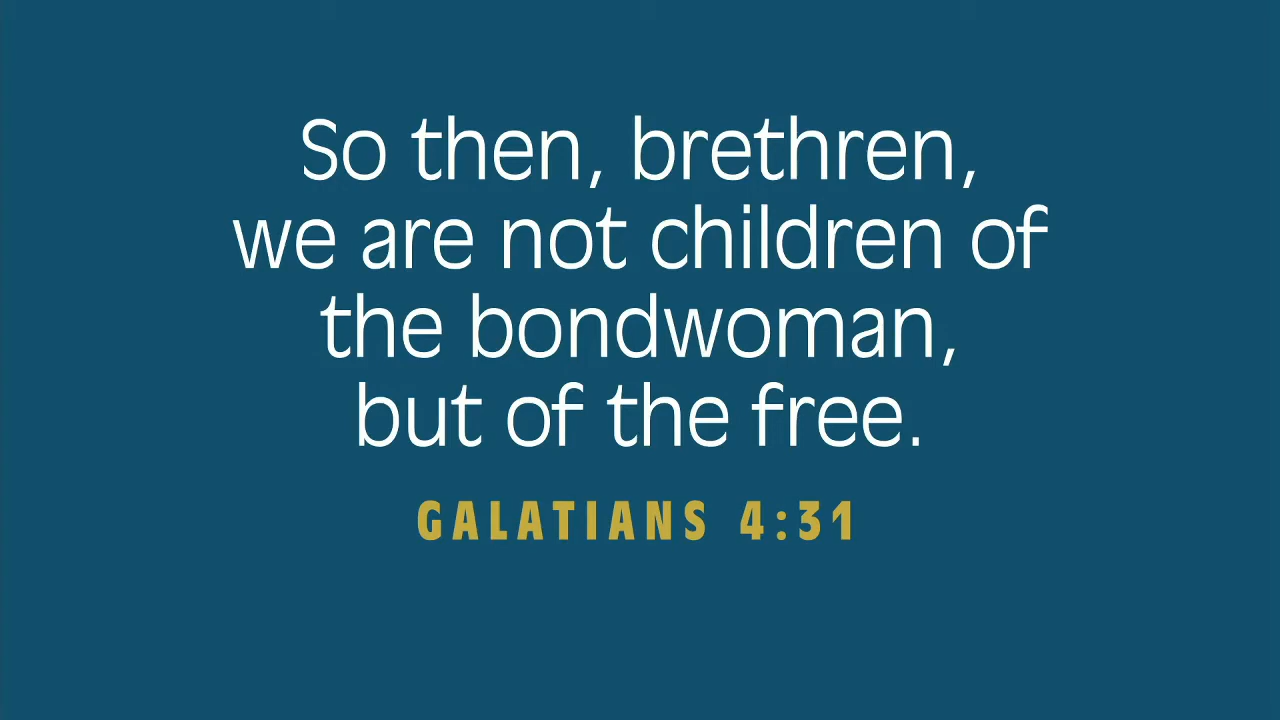 So then, brethren,
we are not children of
the bondwoman,
but of the free.
GALATIANS 4:31